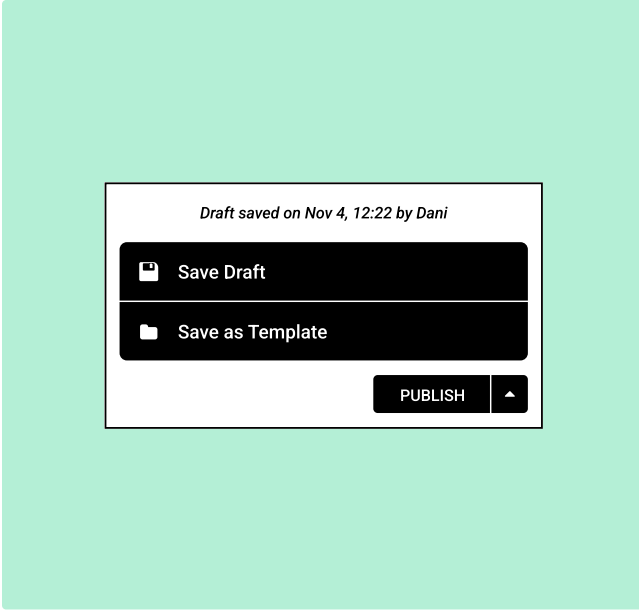 Draft saved on Nov 4, 12:22 by Dani
Save Draft
Save as Template
PUBLISH